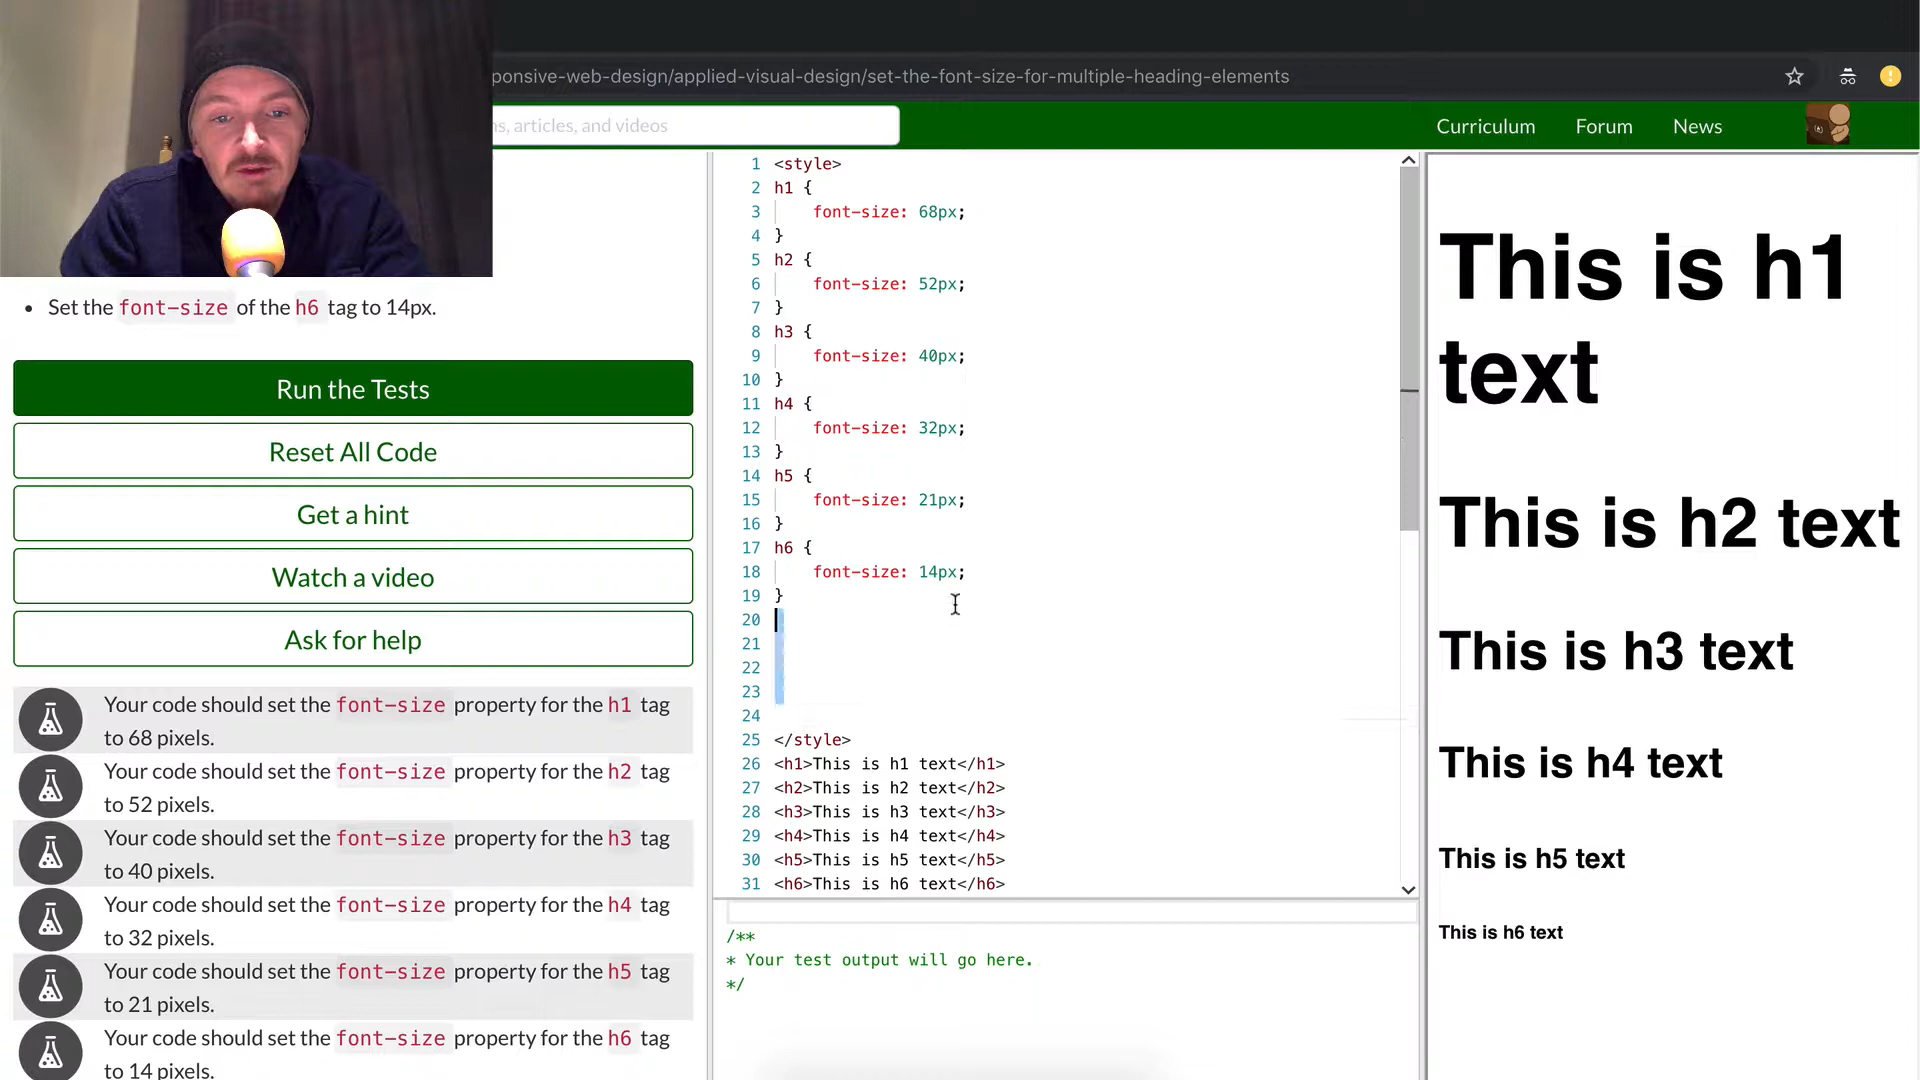 ponsive-web-design/applied-visual-design/set-the-font-size-for-multiple-heading-elements
s, articles, and videos
Curriculum
Forum
News
Set the font-size of the h6 tag to 14px.
Run the Tests
Reset All Code
Get a hint
Watch a video
Ask for help
Your code should set the font-size property for the h1 tag
to 68 pixels.
Your code should set the font-size property for the h2 tag
to 52 pixels.
Your code should set the font-size property for the h3 tag
to 40 pixels.
Your code should set the font-size property for the h4 tag
to 32 pixels.
Your code should set the font-size property for the h5 tag
to 21 pixels.
Your code should set the font-size property for the h6 tag
to 14 pixels.
1 <style>
2 h1 {
3 font-size: 68px;
4 }
5 h2 {
6 font-size: 52px;
7 }
8 h3 {
9 font-size: 40px;
10 }
11 h4 {
12 font-size: 32px;
13 }
14 h5 {
15 font-size: 21px;
16 }
17 h6 {
18 font-size: 14px;
19 }
20
21
22
23
24
25 </style>
26 <h1>This is h1 text</h1>
27 <h2>This is h2 text</h2>
28 <h3>This is h3 text</h3>
29 <h4>This is h4 text</h4>
30 <h5>This is h5 text</h5>
31 <h6>This is h6 text</h6>
/**
* Your test output will go here.
*/
This is h1
text
This is h2 text
This is h3 text
This is h4 text
This is h5 text
This is h6 text